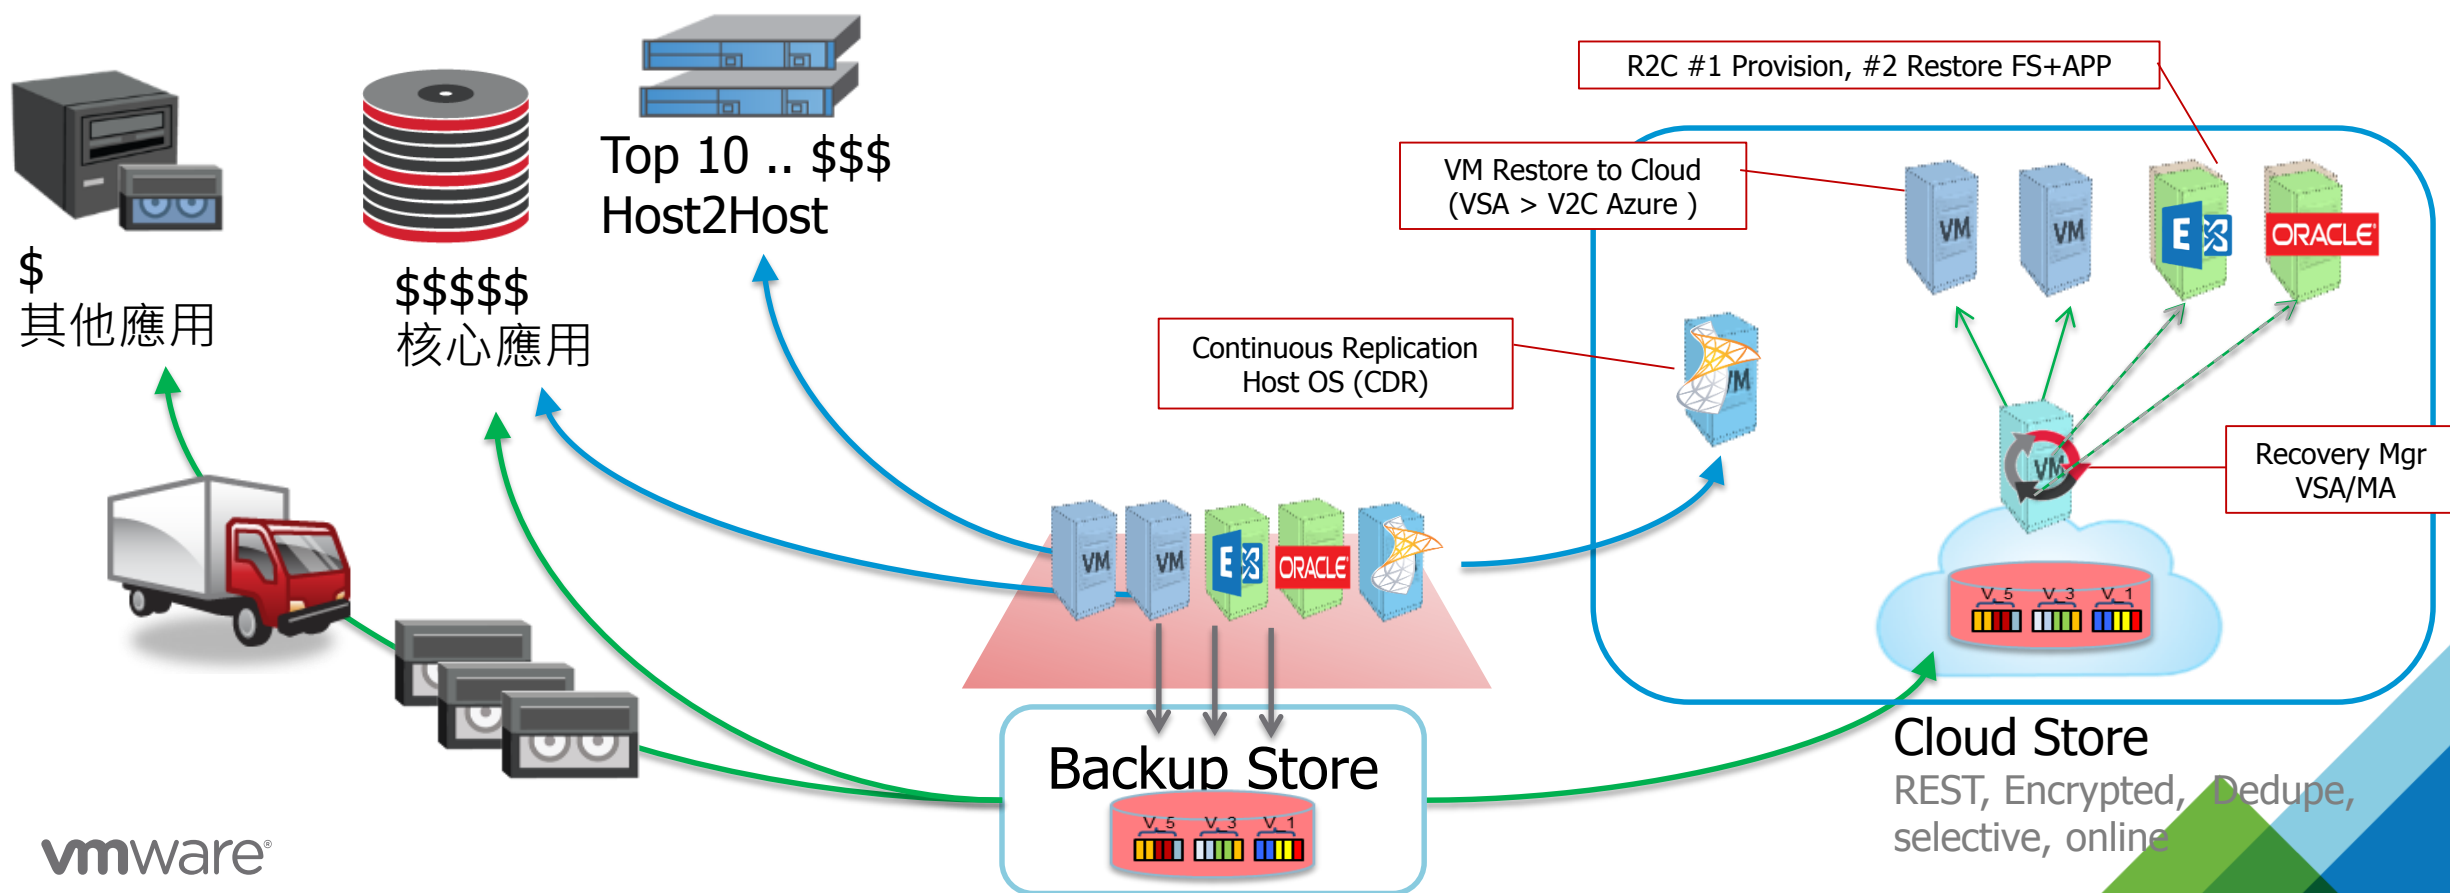 Top 10 .. $$$
Host2Host
$
其他應用
$$$$$
核心應用
R2C #1 Provision, #2 Restore FS+APP
VM Restore to Cloud
(VSA > V2C Azure )
VM
VM
E
ORACLE
Continuous Replication
Host OS (CDR)
VM
VM
Recovery Mgr
VSA/MA
VM
VM
E
ORACLE
V_5
V_3
V_1
Backup Store
V_5
V_3
V_1
Cloud Store
REST, Encrypted, Dedupe,
selective, online
vmware®